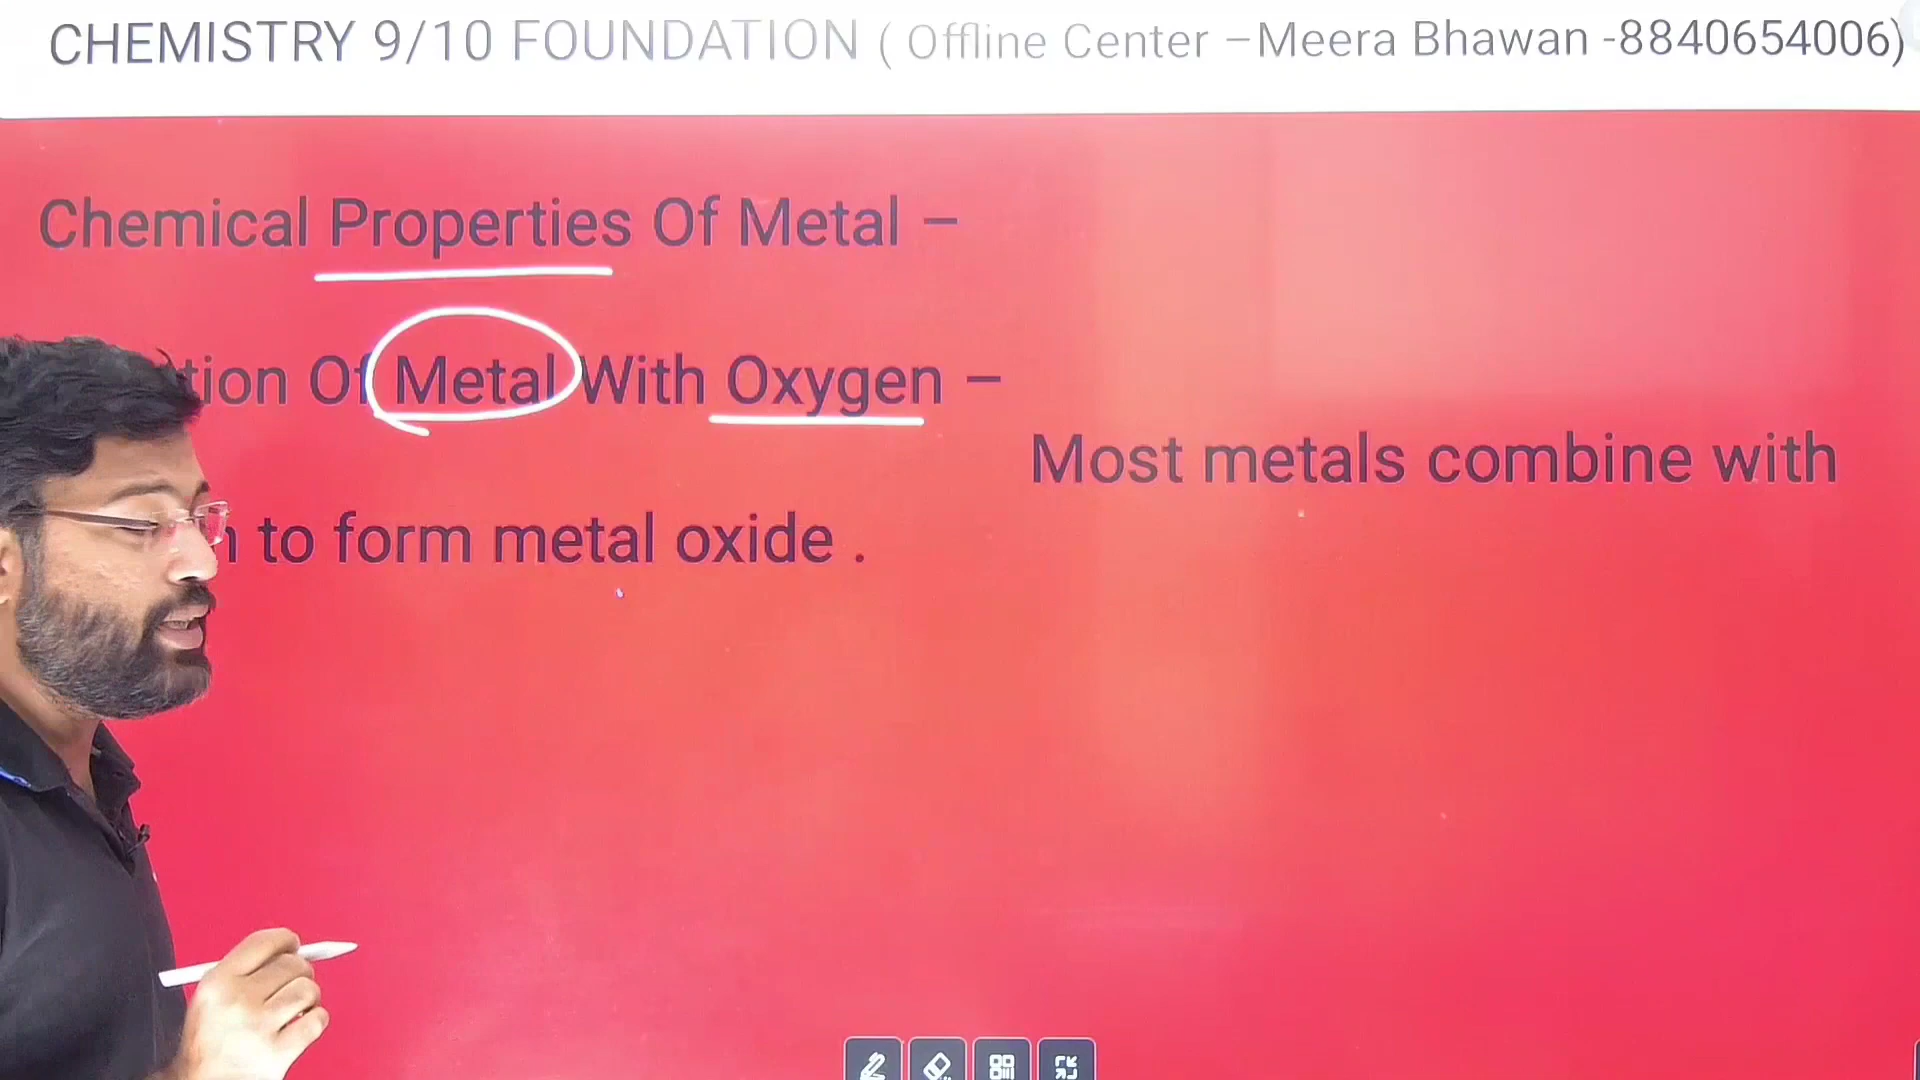 CHEMISTRY 9/10 FOUNDATION ( Offline Center –Meera Bhawan -8840654006)
Chemical Properties Of Metal –
Of Metal With Oxygen –
Most metals combine with
to form metal oxide .